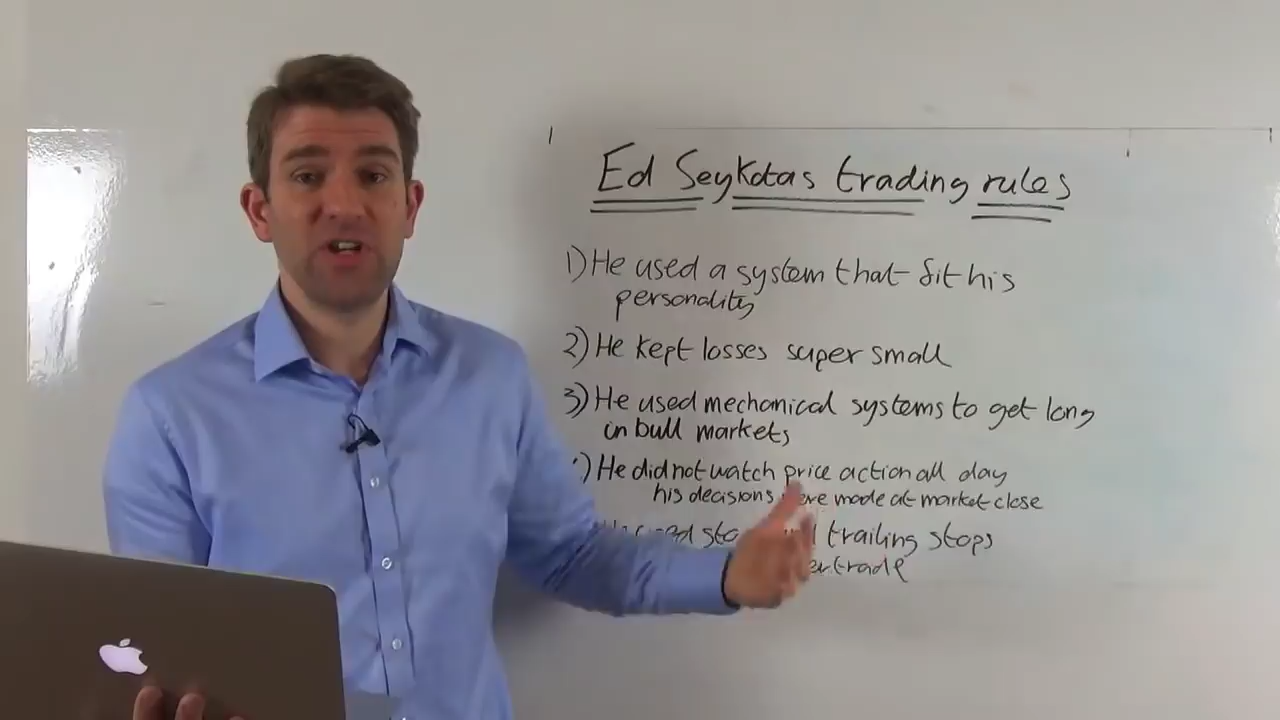 Ed Seykotas trading rules
1) He used a system that fit his
personality
2) He kept losses super small
3) He used mechanical systems to get long
in bull markets
) He did not watch price action all day
his decisions were made at market close
trailing stops